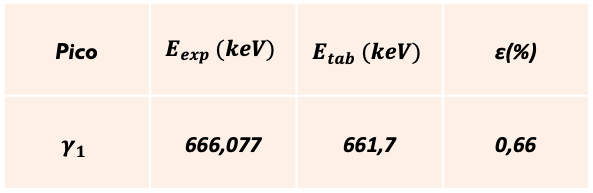 Pico E_exp (keV) E_tab (keV) ε(%)
γ₁ 666,077 661,7 0,66